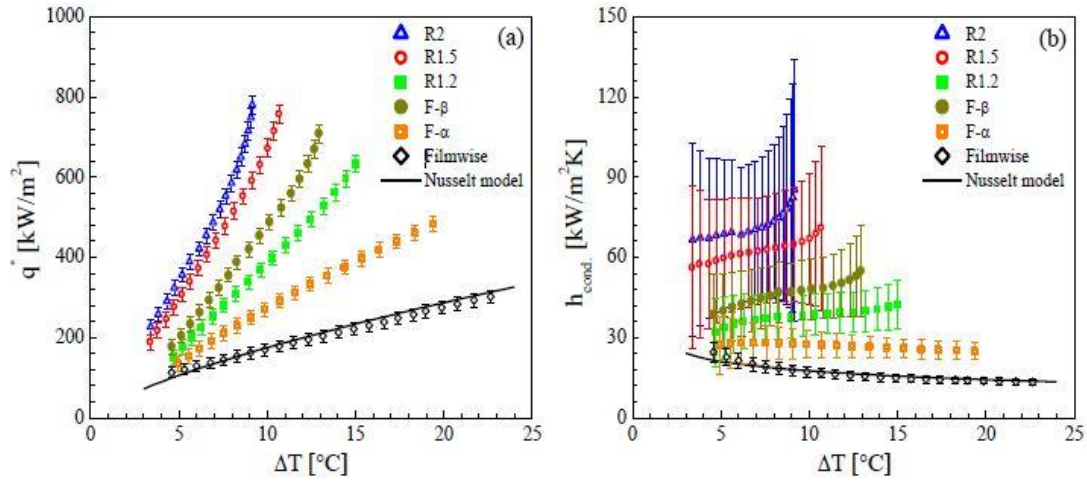 1000
800
600
400
200
0
q" [kW/m²]
(a)
R2
R1.5
R1.2
F-β
F-α
Filmwise
Nusselt model
0 5 10 15 20 25
ΔT [°C]
150
120
90
60
30
0
h_cond. [kW/m²K]
(b)
R2
R1.5
R1.2
F-β
F-α
Filmwise
Nusselt model
0 5 10 15 20 25
ΔT [°C]